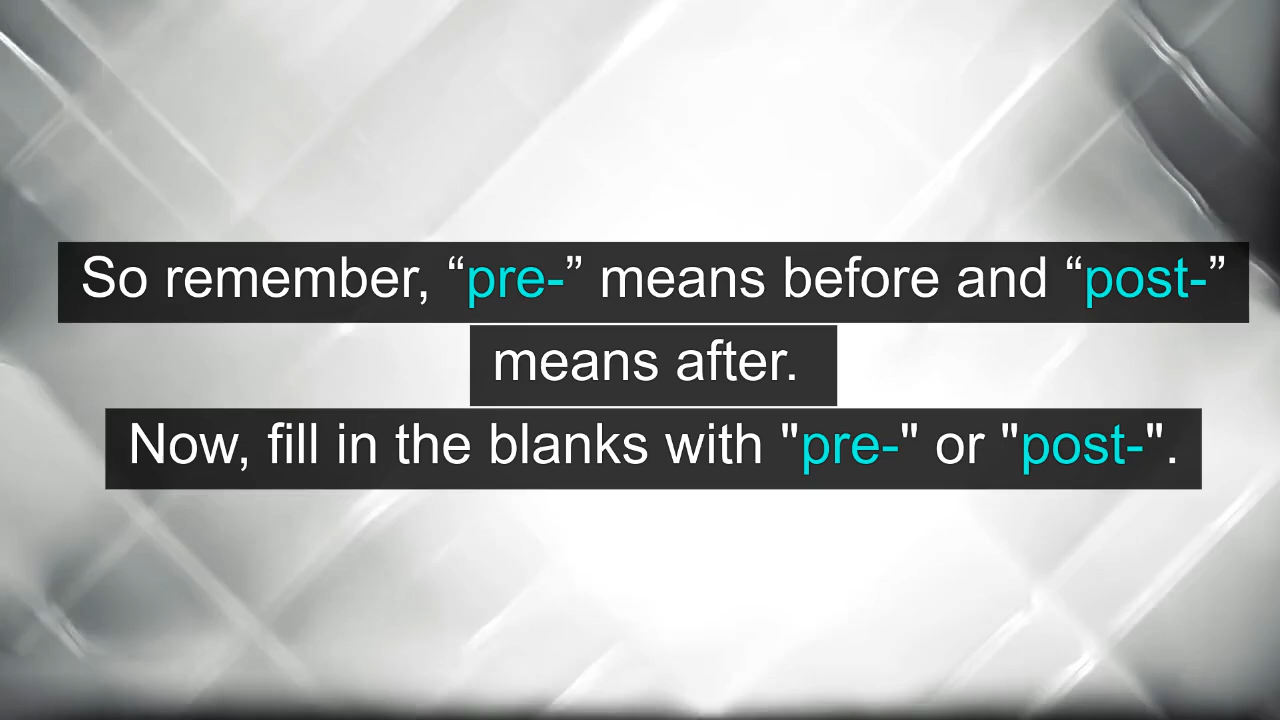 So remember, “pre-” means before and “post-”
means after.
Now, fill in the blanks with "pre-" or "post-".